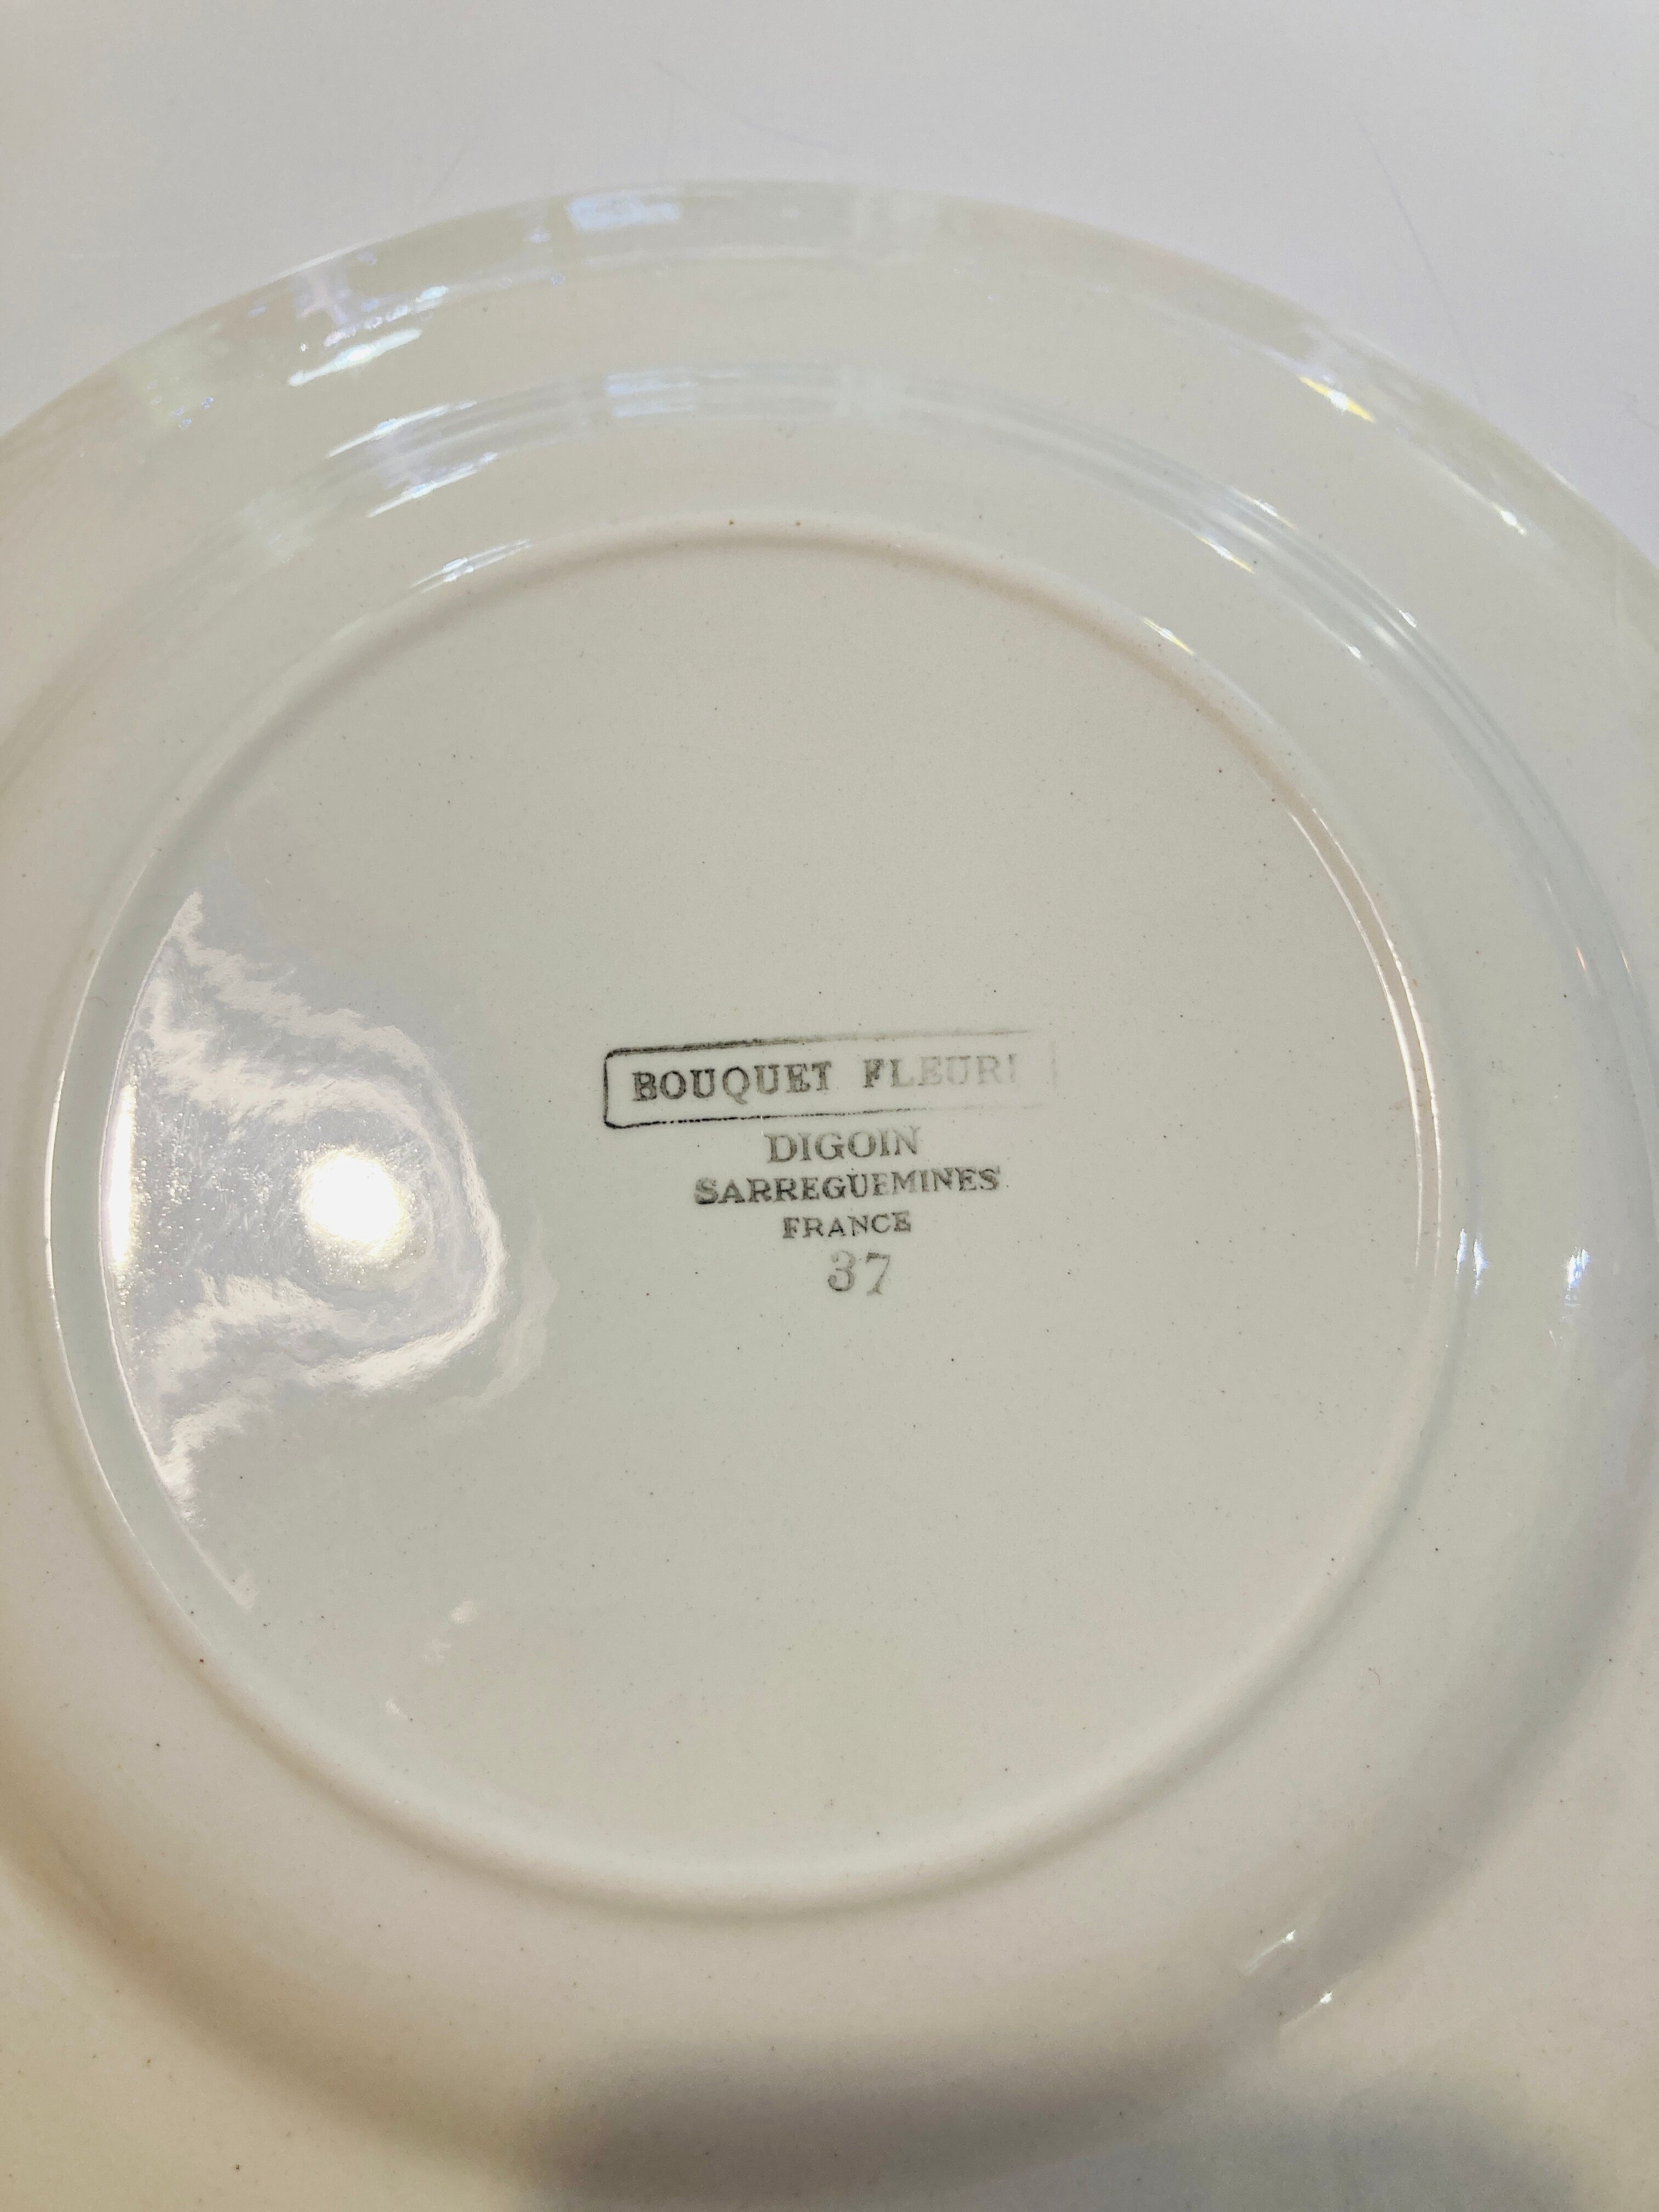 BOUQUET FLEURI
DIGOIN
SARREGUEMINES
FRANCE
37